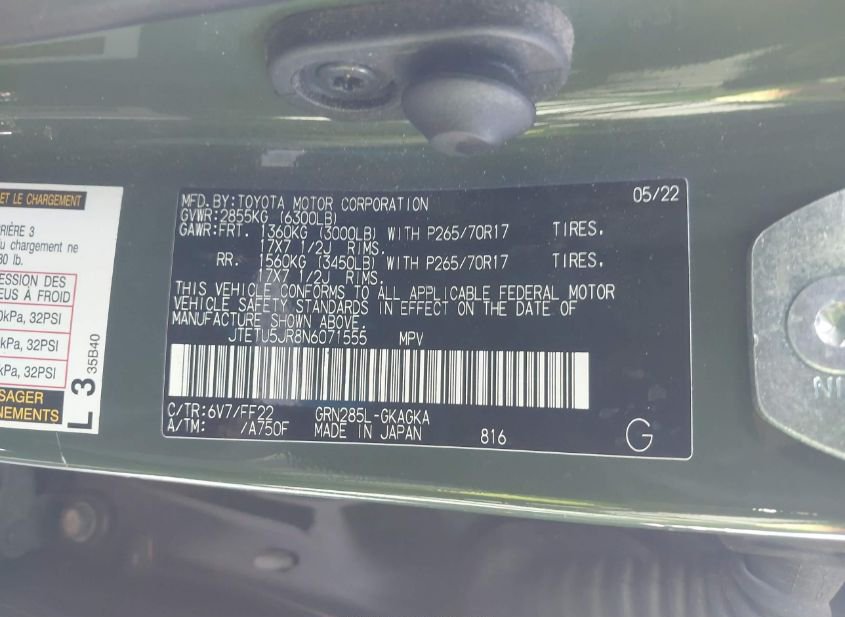 ET LE CHARGEMENT
RIÈRE 3
u chargement ne
80 lb.
ESSION DES
EUS À FROID
0kPa, 32PSI
kPa, 32PSI
kPa, 32PSI
SAGER
NEMENTS
L 3
35B40
MFD.BY:TOYOTA MOTOR CORPORATION 05/22
GVWR:2855KG (6300LB)
GAWR:FRT. 1360KG (3000LB) WITH P265/70R17 TIRES.
17X7 1/2J RIMS.
RR. 1560KG (3450LB) WITH P265/70R17 TIRES.
17X7 1/2J RIMS.
THIS VEHICLE CONFORMS TO ALL APPLICABLE FEDERAL MOTOR
VEHICLE SAFETY STANDARDS IN EFFECT ON THE DATE OF
MANUFACTURE SHOWN ABOVE.
JTETU5JR8N6071555 MPV
C/TR:6V7/FF22 GRN285L-GKAGKA
A/TM: /A750F MADE IN JAPAN 816 G